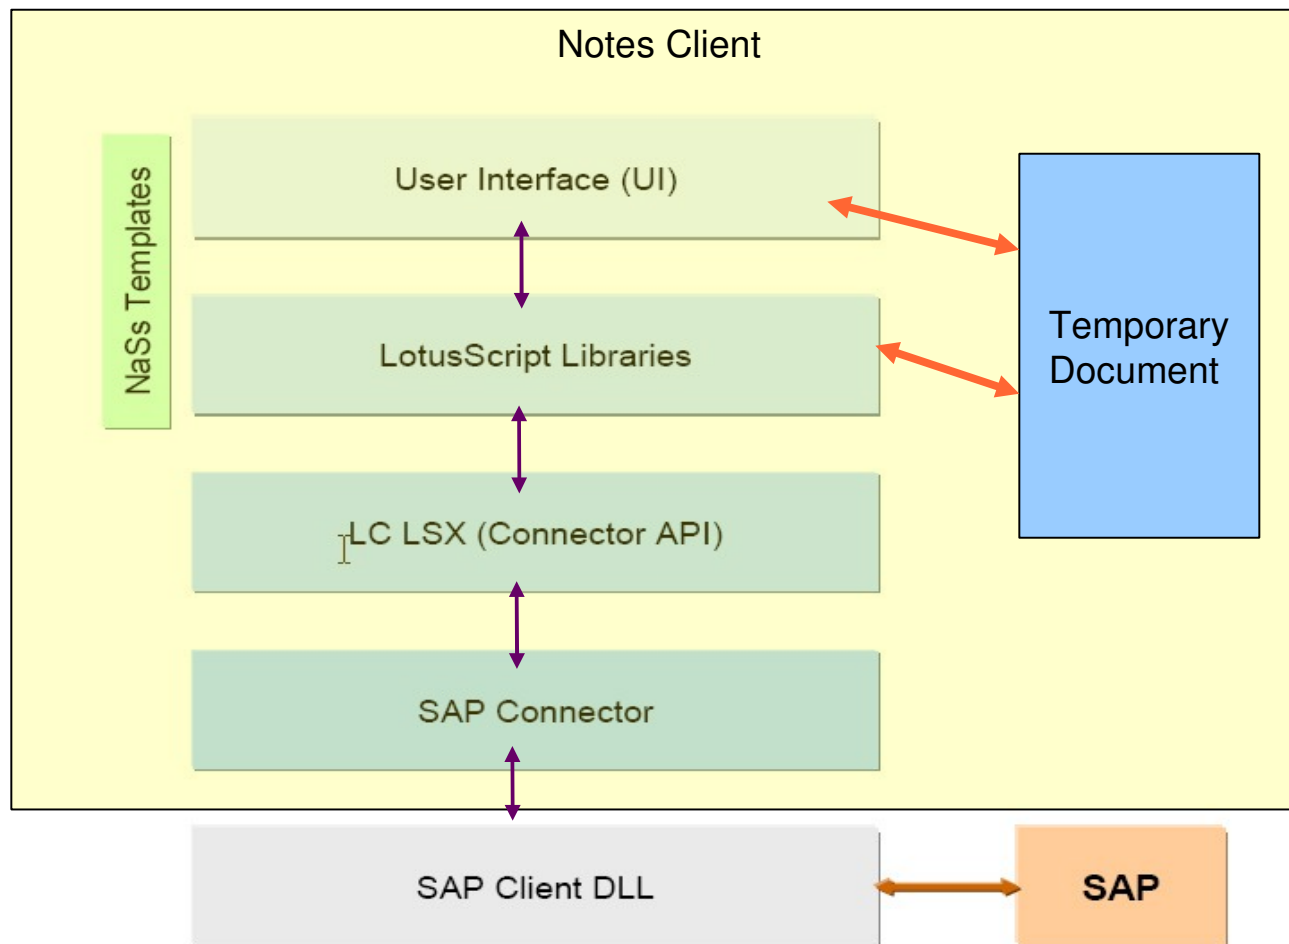 Notes Client
NaSs Templates
User Interface (UI)
LotusScript Libraries
Temporary
Document
LC LSX (Connector API)
SAP Connector
SAP Client DLL
SAP